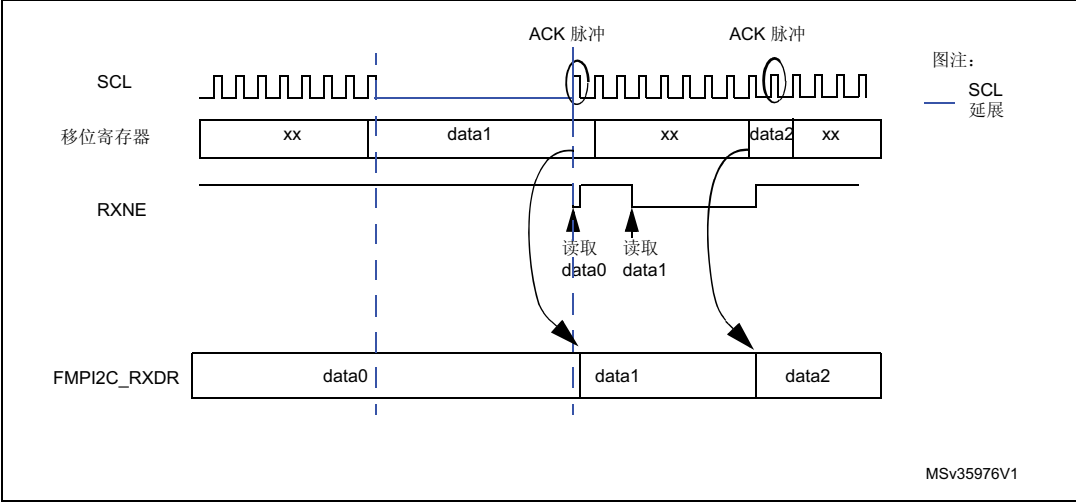 ACK 脉冲
ACK 脉冲
图注：
SCL
SCL
延展
移位寄存器
xx
data1
xx
data2
xx
RXNE
读取
data0
读取
data1
FMPI2C_RXDR
data0
data1
data2
MSv35976V1